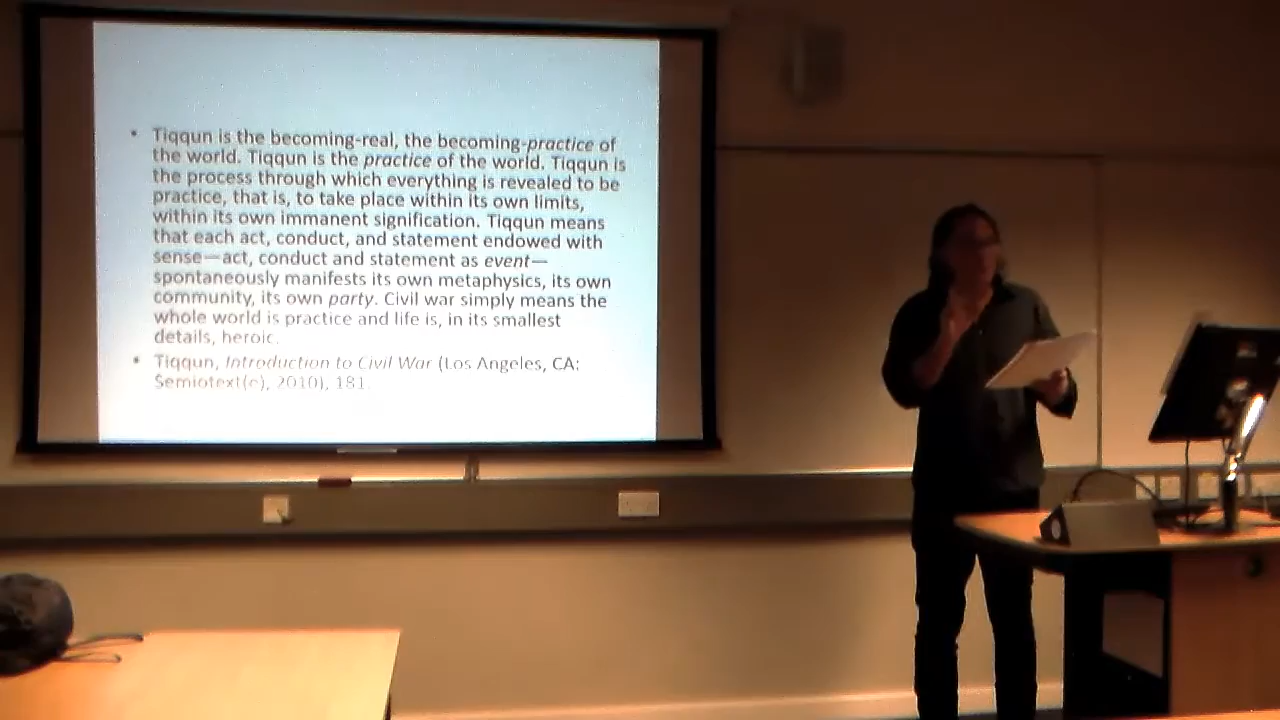 • Tiqqun is the becoming-real, the becoming-practice of
the world. Tiqqun is the practice of the world. Tiqqun is
the process through which everything is revealed to be
practice, that is, to take place within its own limits,
within its own immanent signification. Tiqqun means
that each act, conduct, and statement endowed with
sense—act, conduct and statement as event—
spontaneously manifests its own metaphysics, its own
community, its own party. Civil war simply means the
whole world is practice and life is, in its smallest
details, heroic.
• Tiqqun, Introduction to Civil War (Los Angeles, CA:
Semiotext(e), 2010), 181.